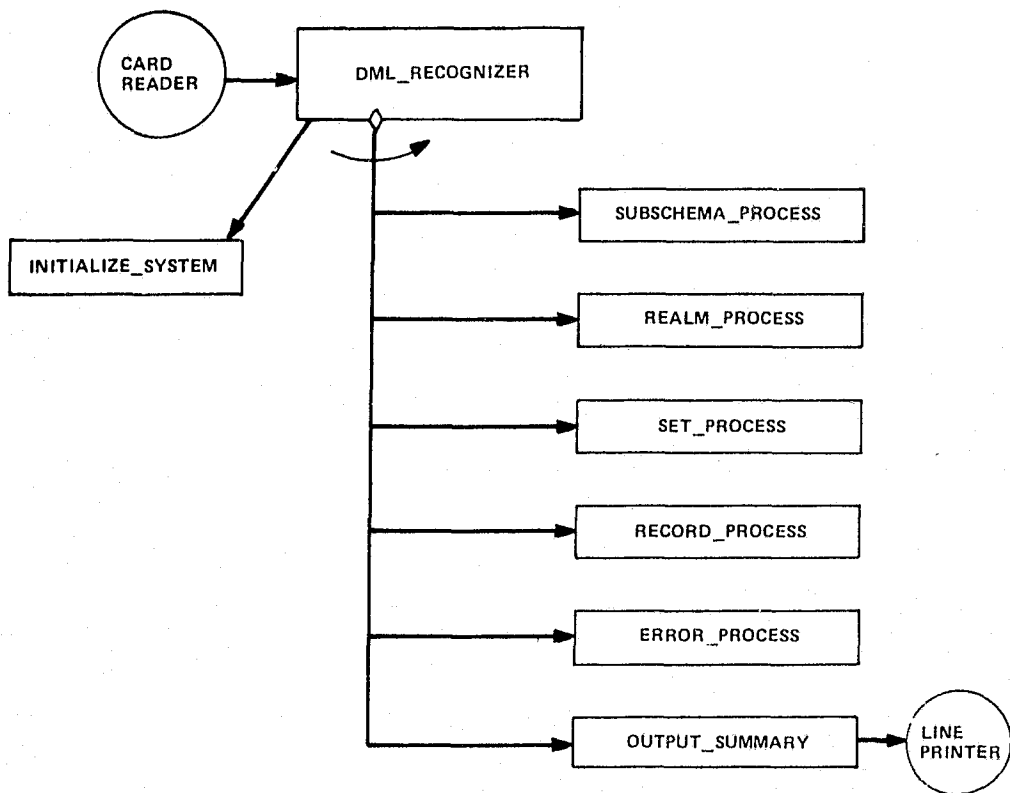 CARD
READER
DML_RECOGNIZER
SUBSCHEMA_PROCESS
INITIALIZE_SYSTEM
REALM_PROCESS
SET_PROCESS
RECORD_PROCESS
ERROR_PROCESS
OUTPUT_SUMMARY
LINE
PRINTER